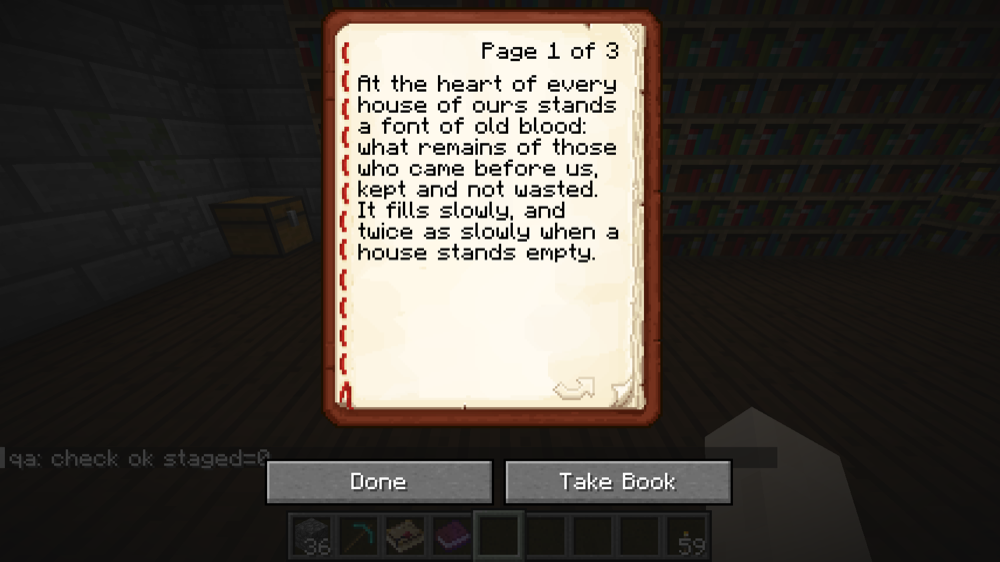 Page 1 of 3
At the heart of every
house of ours stands
a font of old blood:
what remains of those
who came before us,
kept and not wasted.
It fills slowly, and
twice as slowly when a
house stands empty.
qa: check ok staged=0
Done
Take Book
36
59